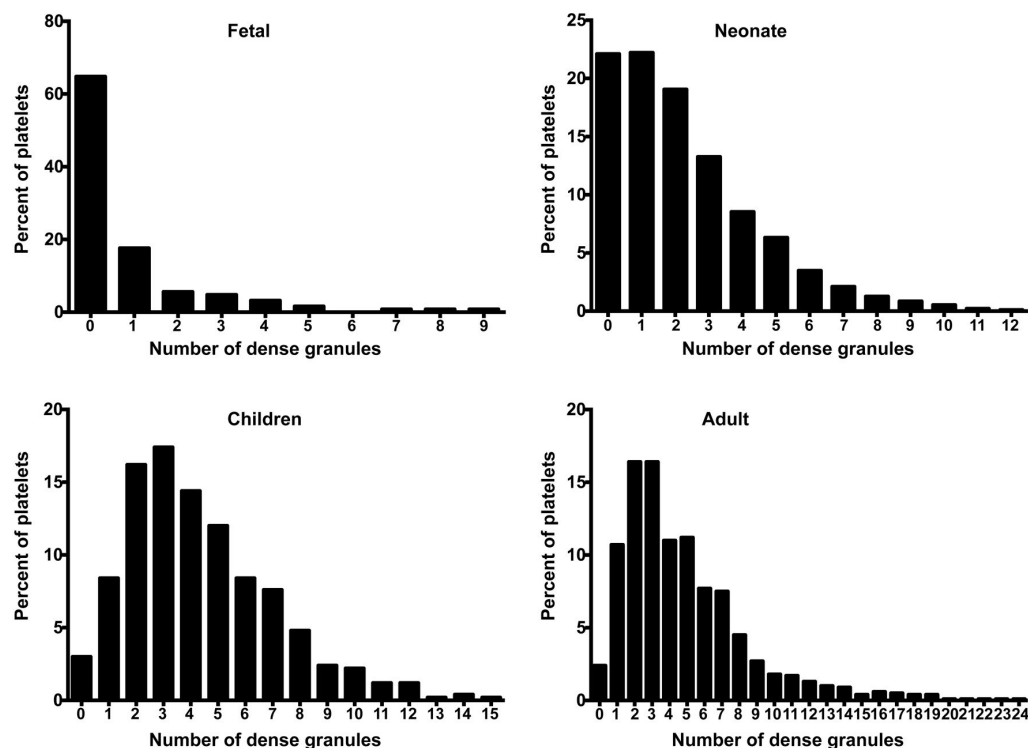 Fetal
Percent of platelets
80
60
40
20
0
0 1 2 3 4 5 6 7 8 9
Number of dense granules
Neonate
Percent of platelets
25
20
15
10
5
0
0 1 2 3 4 5 6 7 8 9 10 11 12
Number of dense granules
Children
Percent of platelets
20
15
10
5
0
0 1 2 3 4 5 6 7 8 9 10 11 12 13 14 15
Number of dense granules
Adult
Percent of platelets
20
15
10
5
0
0 1 2 3 4 5 6 7 8 9 10 11 12 13 14 15 16 17 18 19 20 21 22 23 24
Number of dense granules